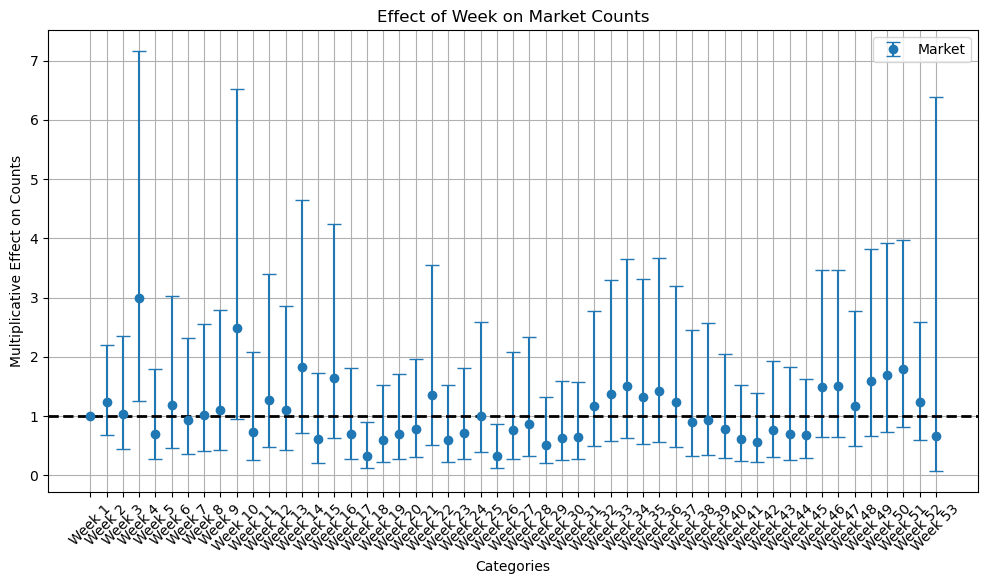 Effect of Week on Market Counts
Multiplicative Effect on Counts
7
6
5
4
3
2
1
0
Market
Week 1
Week 2
Week 3
Week 4
Week 5
Week 6
Week 7
Week 8
Week 9
Week 10
Week 11
Week 12
Week 13
Week 14
Week 15
Week 16
Week 17
Week 18
Week 19
Week 20
Week 21
Week 22
Week 23
Week 24
Week 25
Week 26
Week 27
Week 28
Week 29
Week 30
Week 31
Week 32
Week 33
Week 34
Week 35
Week 36
Week 37
Week 38
Week 39
Week 40
Week 41
Week 42
Week 43
Week 44
Week 45
Week 46
Week 47
Week 48
Week 49
Week 50
Week 51
Week 52
Week 53
Categories